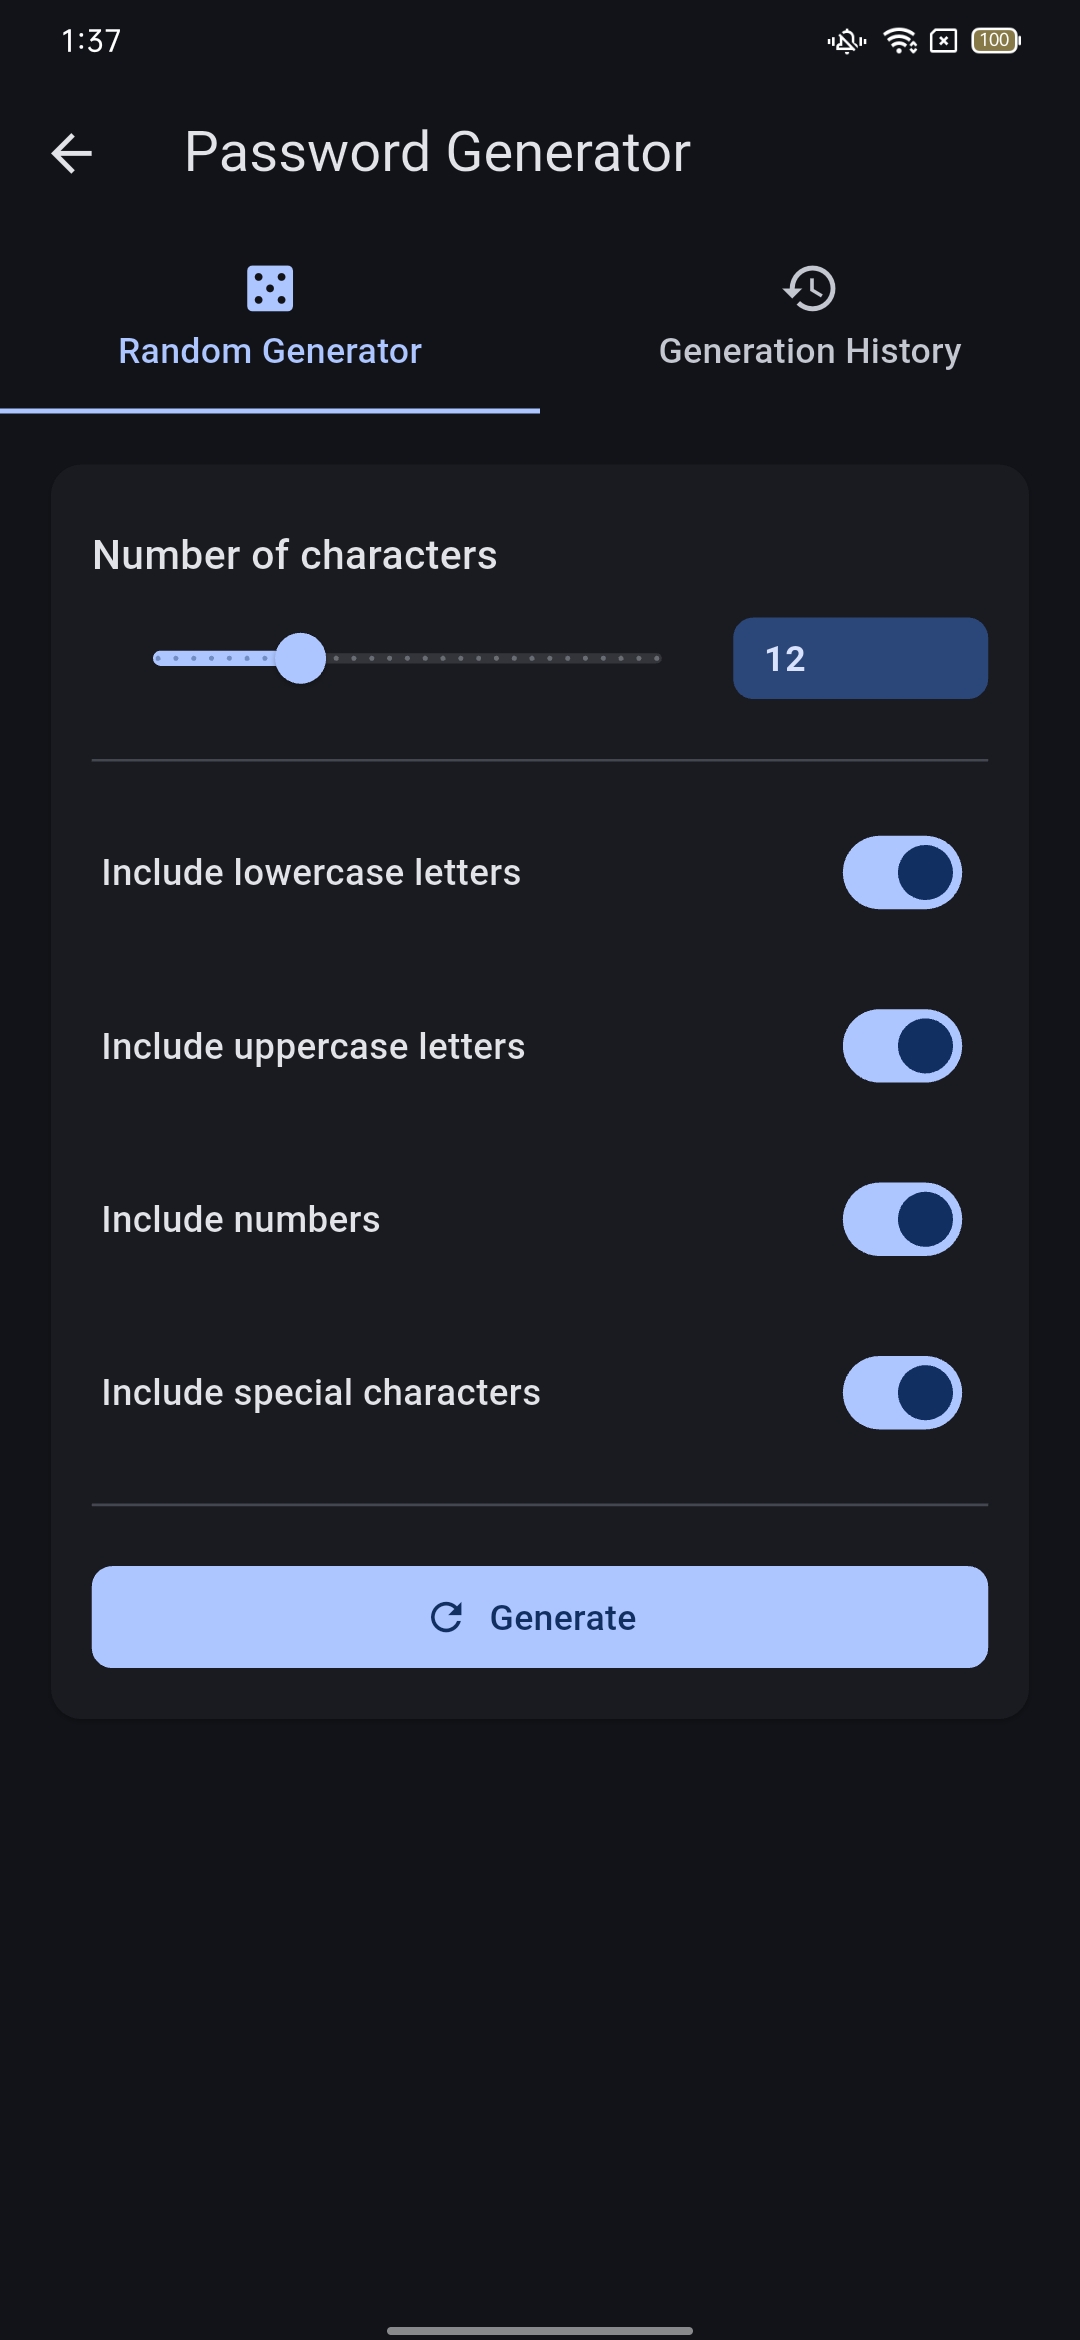 1:37
100
Password Generator
Random Generator
Generation History
Number of characters
12
Include lowercase letters
Include uppercase letters
Include numbers
Include special characters
Generate